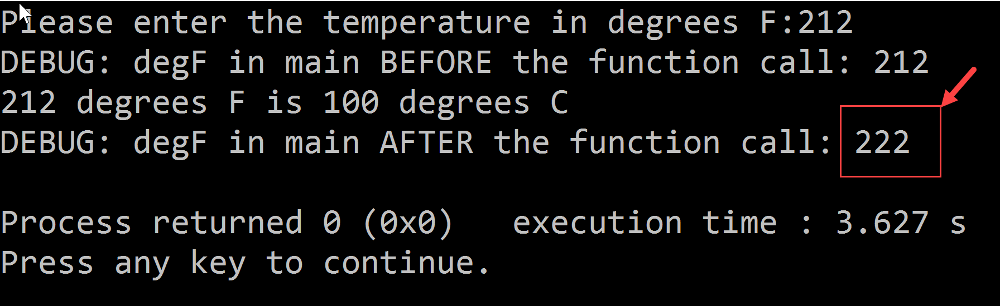 Please enter the temperature in degrees F:212
DEBUG: degF in main BEFORE the function call: 212
212 degrees F is 100 degrees C
DEBUG: degF in main AFTER the function call: 222
Process returned 0 (0x0)   execution time : 3.627 s
Press any key to continue.